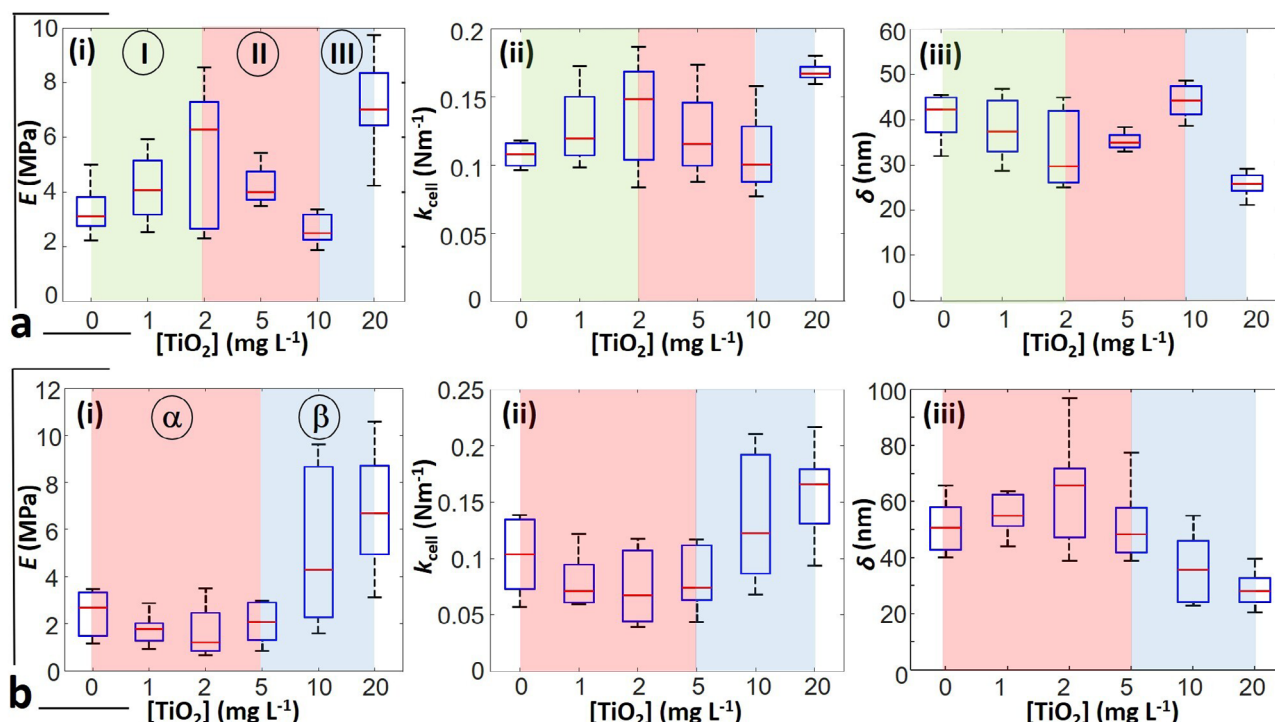 a
(i)
I
II
III
E (MPa)
10
8
6
4
2
0
0 1 2 5 10 20
[TiO₂] (mg L⁻¹)
(ii)
k_cell (Nm⁻¹)
0.2
0.15
0.1
0.05
0
0 1 2 5 10 20
[TiO₂] (mg L⁻¹)
(iii)
δ (nm)
60
50
40
30
20
10
0
0 1 2 5 10 20
[TiO₂] (mg L⁻¹)
b
(i)
α
β
E (MPa)
12
10
8
6
4
2
0
0 1 2 5 10 20
[TiO₂] (mg L⁻¹)
(ii)
k_cell (Nm⁻¹)
0.25
0.2
0.15
0.1
0.05
0
0 1 2 5 10 20
[TiO₂] (mg L⁻¹)
(iii)
δ (nm)
100
80
60
40
20
0
0 1 2 5 10 20
[TiO₂] (mg L⁻¹)